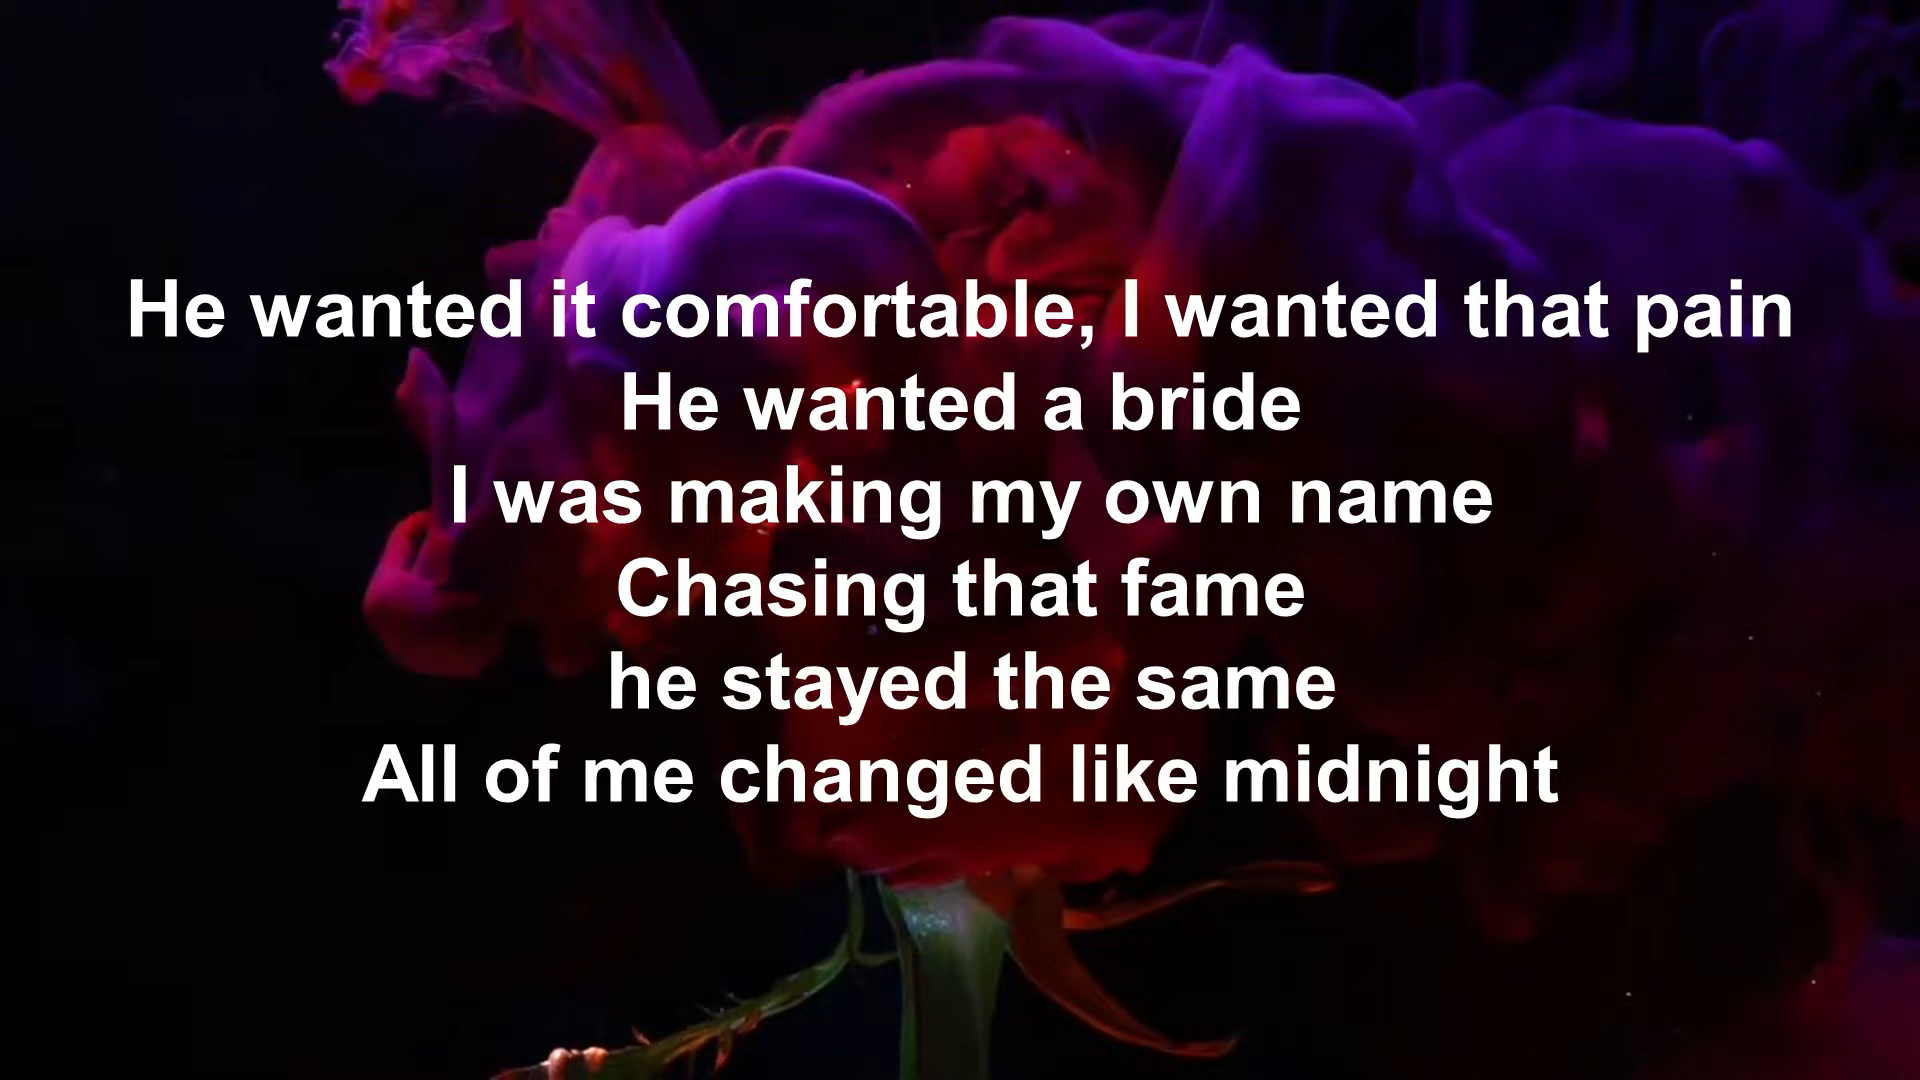 He wanted it comfortable, I wanted that pain
He wanted a bride
I was making my own name
Chasing that fame
he stayed the same
All of me changed like midnight